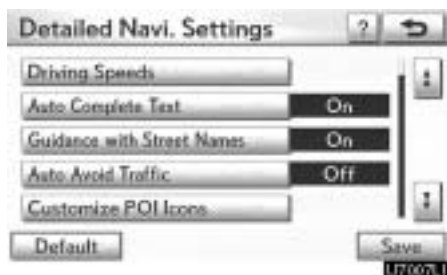 Detailed Navi. Settings ?
Driving Speeds
Auto Complete Text On
Guidance with Street Names On
Auto Avoid Traffic Off
Customize POI Icons
Default Save